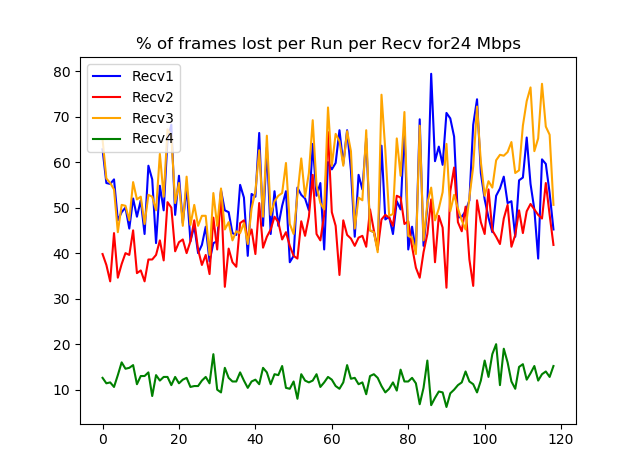 % of frames lost per Run per Recv for24 Mbps
Recv1
Recv2
Recv3
Recv4
80
70
60
50
40
30
20
10
0 20 40 60 80 100 120